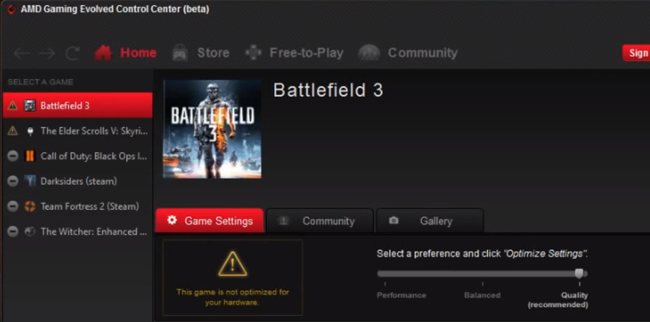 AMD Gaming Evolved Control Center (beta)
Home
Store
Free-to-Play
Community
Sign
SELECT A GAME
Battlefield 3
The Elder Scrolls V: Skyri...
Call of Duty: Black Ops I...
Darksiders (steam)
Team Fortress 2 (Steam)
The Witcher: Enhanced ...
BATTLEFIELD
3
Battlefield 3
Game Settings
Community
Gallery
This game is not optimized for
your hardware.
Select a preference and click "Optimize Settings".
Performance
Balanced
Quality
(recommended)